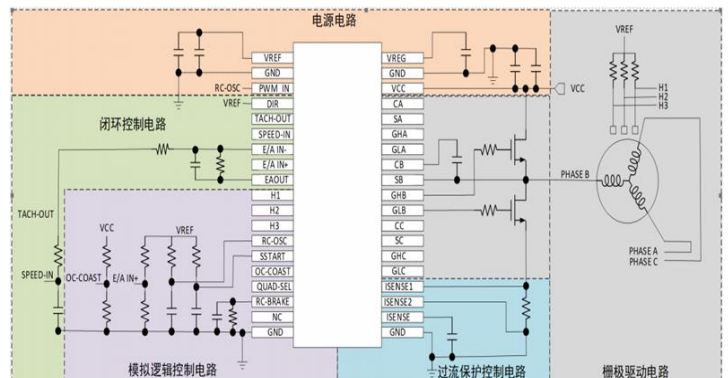 电源电路
VREF
GND
RC-OSC
PWM IN
VREF
DIR
TACH-OUT
SPEED-IN
E/A IN-
E/A IN+
EAOUT
H1
H2
H3
RC-OSC
SSTART
OC-COAST
QUAD-SEL
RC-BRAKE
NC
GND
VREG
GND
VCC
CA
SA
GHA
GLA
CB
SB
GHB
GLB
CC
SC
GHC
GLC
ISENSE1
ISENSE2
ISENSE
GND
VCC
VREF
H1
H2
H3
PHASE B
PHASE A
PHASE C
闭环控制电路
TACH-OUT
SPEED-IN
VCC
OC-COAST
E/A IN+
VREF
模拟逻辑控制电路
过流保护控制电路
栅极驱动电路